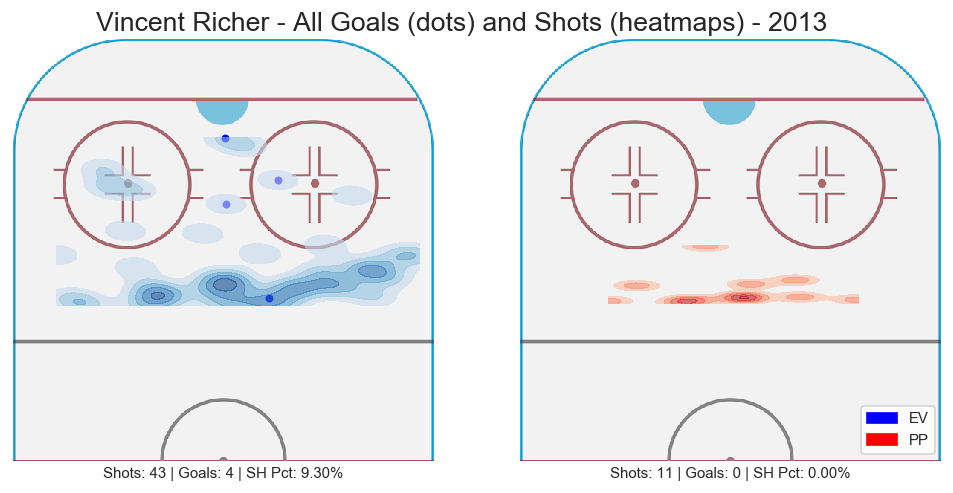 Vincent Richer - All Goals (dots) and Shots (heatmaps) - 2013
EV
PP
Shots: 43 | Goals: 4 | SH Pct: 9.30%
Shots: 11 | Goals: 0 | SH Pct: 0.00%